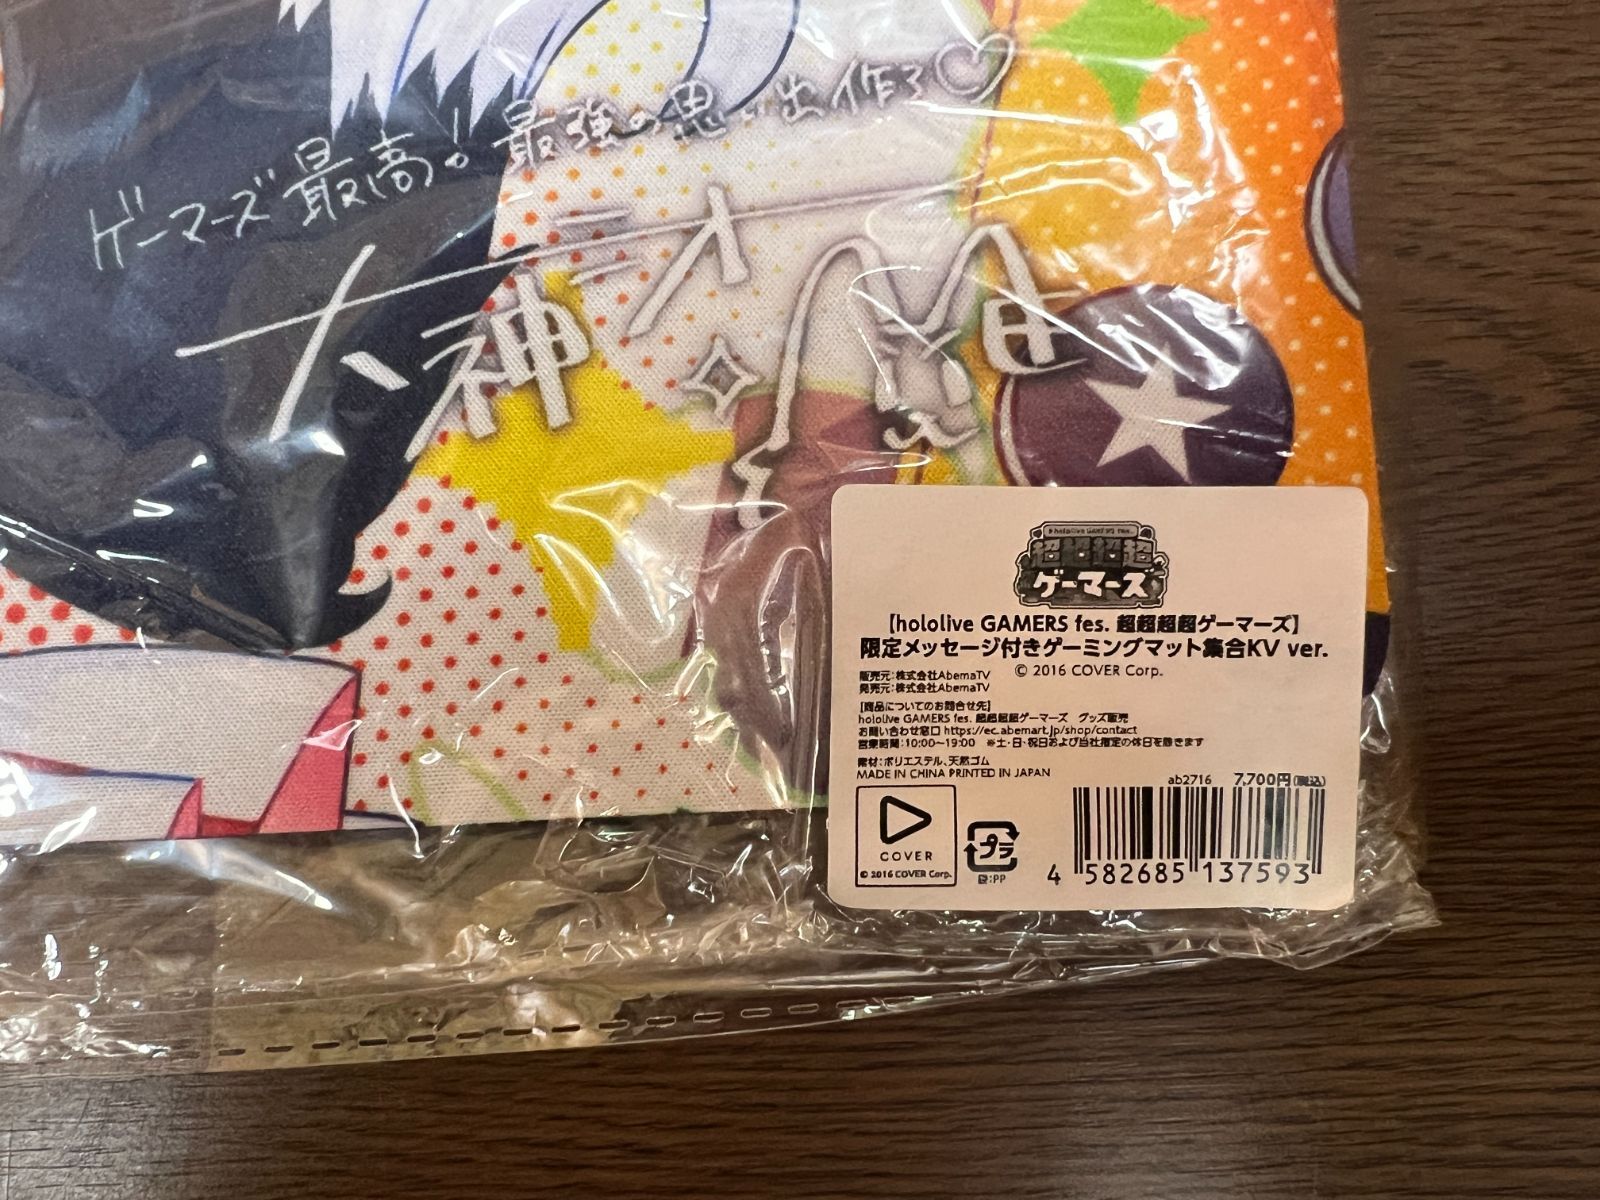 ゲーマーズ最高！最強の思い出作る♡
大神ミオ
hololive GAMERS fes.
超超超超
ゲーマーズ
【hololive GAMERS fes. 超超超超ゲーマーズ】
限定メッセージ付きゲーミングマット集合KV ver.
販売元：株式会社AbemaTV
© 2016 COVER Corp.
発売元：株式会社AbemaTV
【商品についてのお問合せ先】
hololive GAMERS fes. 超超超超ゲーマーズ グッズ販売
お問い合わせ窓口 https://ec.abemart.jp/shop/contact
営業時間：10:00〜19:00 ※土・日・祝日および当社指定の休日を除きます
素材：ポリエステル、天然ゴム
MADE IN CHINA PRINTED IN JAPAN
ab2716 7,700円(税込)
COVER
© 2016 COVER Corp.
プラ
袋:PP
4 582685 137593